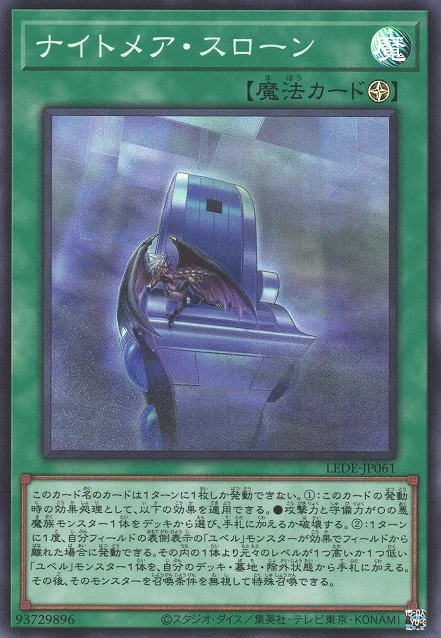 ナイトメア・スローン
魔
【魔法カード】
LEDE-JP061
このカード名のカードは１ターンに１枚しか発動できない。①：このカードの発動
時の効果処理として、以下の効果を適用できる。●攻撃力と守備力が０の悪
魔族モンスター１体をデッキから選び、手札に加えるか破壊する。②：１ターン
に１度、自分フィールドの表側表示の「ユベル」モンスターが効果でフィールドから
離れた場合に発動できる。その内の１体より元々のレベルが１つ高いか１つ低い
「ユベル」モンスター１体を、自分のデッキ・墓地・除外状態から手札に加える。
その後、そのモンスターを召喚条件を無視して特殊召喚できる。
93729896
©スタジオ・ダイス／集英社・テレビ東京・KONAMI